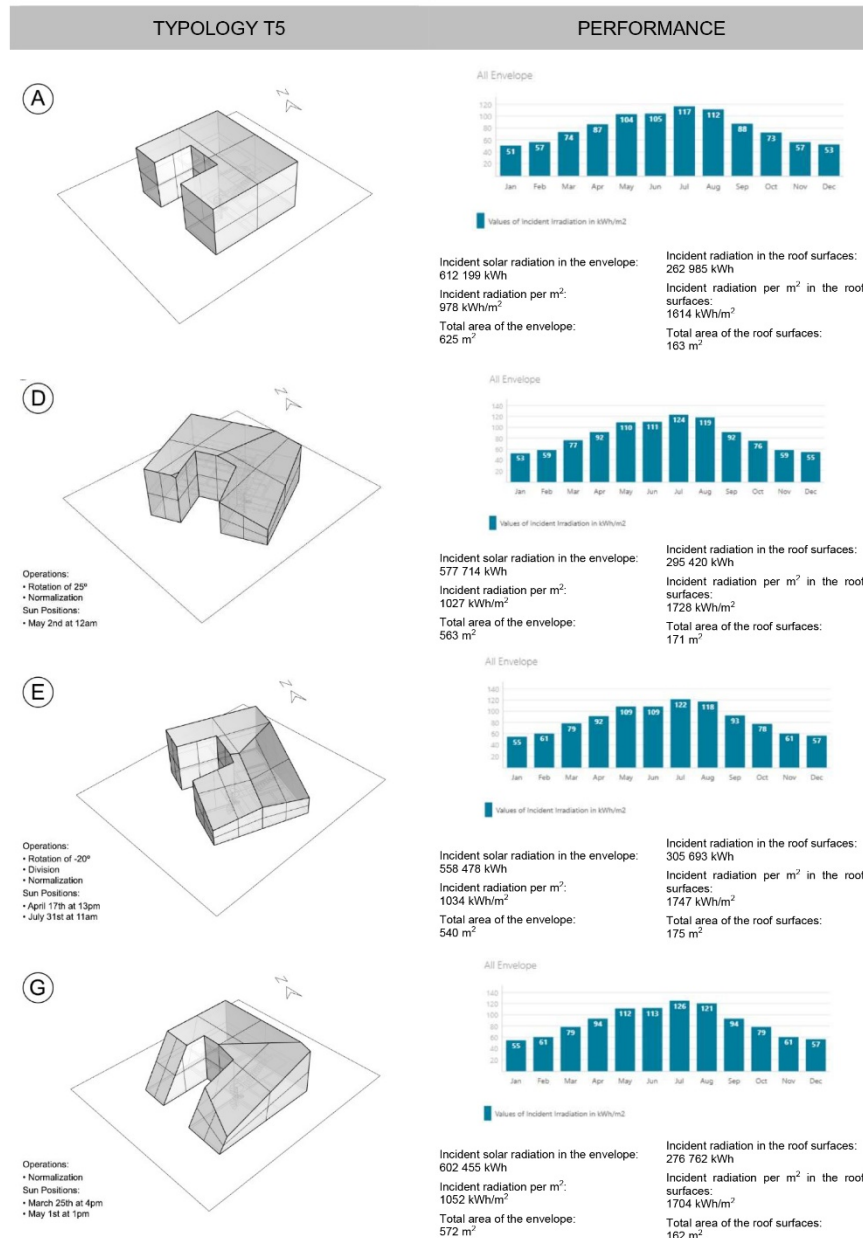 TYPOLOGY T5
PERFORMANCE
A
N
All Envelope
120
100
80
60
40
20
51
57
74
87
104
105
117
112
88
73
57
53
Jan Feb Mar Apr May Jun Jul Aug Sep Oct Nov Dec
Values of Incident Irradiation in kWh/m2
Incident solar radiation in the envelope:
612 199 kWh
Incident radiation per m²:
978 kWh/m²
Total area of the envelope:
625 m²
Incident radiation in the roof surfaces:
262 985 kWh
Incident radiation per m² in the roof
surfaces:
1614 kWh/m²
Total area of the roof surfaces:
163 m²
D
N
Operations:
• Rotation of 25º
• Normalization
Sun Positions:
• May 2nd at 12am
All Envelope
140
120
100
80
60
40
20
53
59
77
92
110
111
124
119
92
76
59
55
Jan Feb Mar Apr May Jun Jul Aug Sep Oct Nov Dec
Values of Incident Irradiation in kWh/m2
Incident solar radiation in the envelope:
577 714 kWh
Incident radiation per m²:
1027 kWh/m²
Total area of the envelope:
563 m²
Incident radiation in the roof surfaces:
295 420 kWh
Incident radiation per m² in the roof
surfaces:
1728 kWh/m²
Total area of the roof surfaces:
171 m²
E
N
Operations:
• Rotation of -20º
• Division
• Normalization
Sun Positions:
• April 17th at 13pm
• July 31st at 11am
All Envelope
140
120
100
80
60
40
20
55
61
79
92
109
109
122
118
93
78
61
57
Jan Feb Mar Apr May Jun Jul Aug Sep Oct Nov Dec
Values of Incident Irradiation in kWh/m2
Incident solar radiation in the envelope:
558 478 kWh
Incident radiation per m²:
1034 kWh/m²
Total area of the envelope:
540 m²
Incident radiation in the roof surfaces:
305 693 kWh
Incident radiation per m² in the roof
surfaces:
1747 kWh/m²
Total area of the roof surfaces:
175 m²
G
N
Operations:
• Normalization
Sun Positions:
• March 25th at 4pm
• May 1st at 1pm
All Envelope
140
120
100
80
60
40
20
55
61
79
94
112
113
126
121
94
79
61
57
Jan Feb Mar Apr May Jun Jul Aug Sep Oct Nov Dec
Values of Incident Irradiation in kWh/m2
Incident solar radiation in the envelope:
602 455 kWh
Incident radiation per m²:
1052 kWh/m²
Total area of the envelope:
572 m²
Incident radiation in the roof surfaces:
276 762 kWh
Incident radiation per m² in the roof
surfaces:
1704 kWh/m²
Total area of the roof surfaces:
162 m²